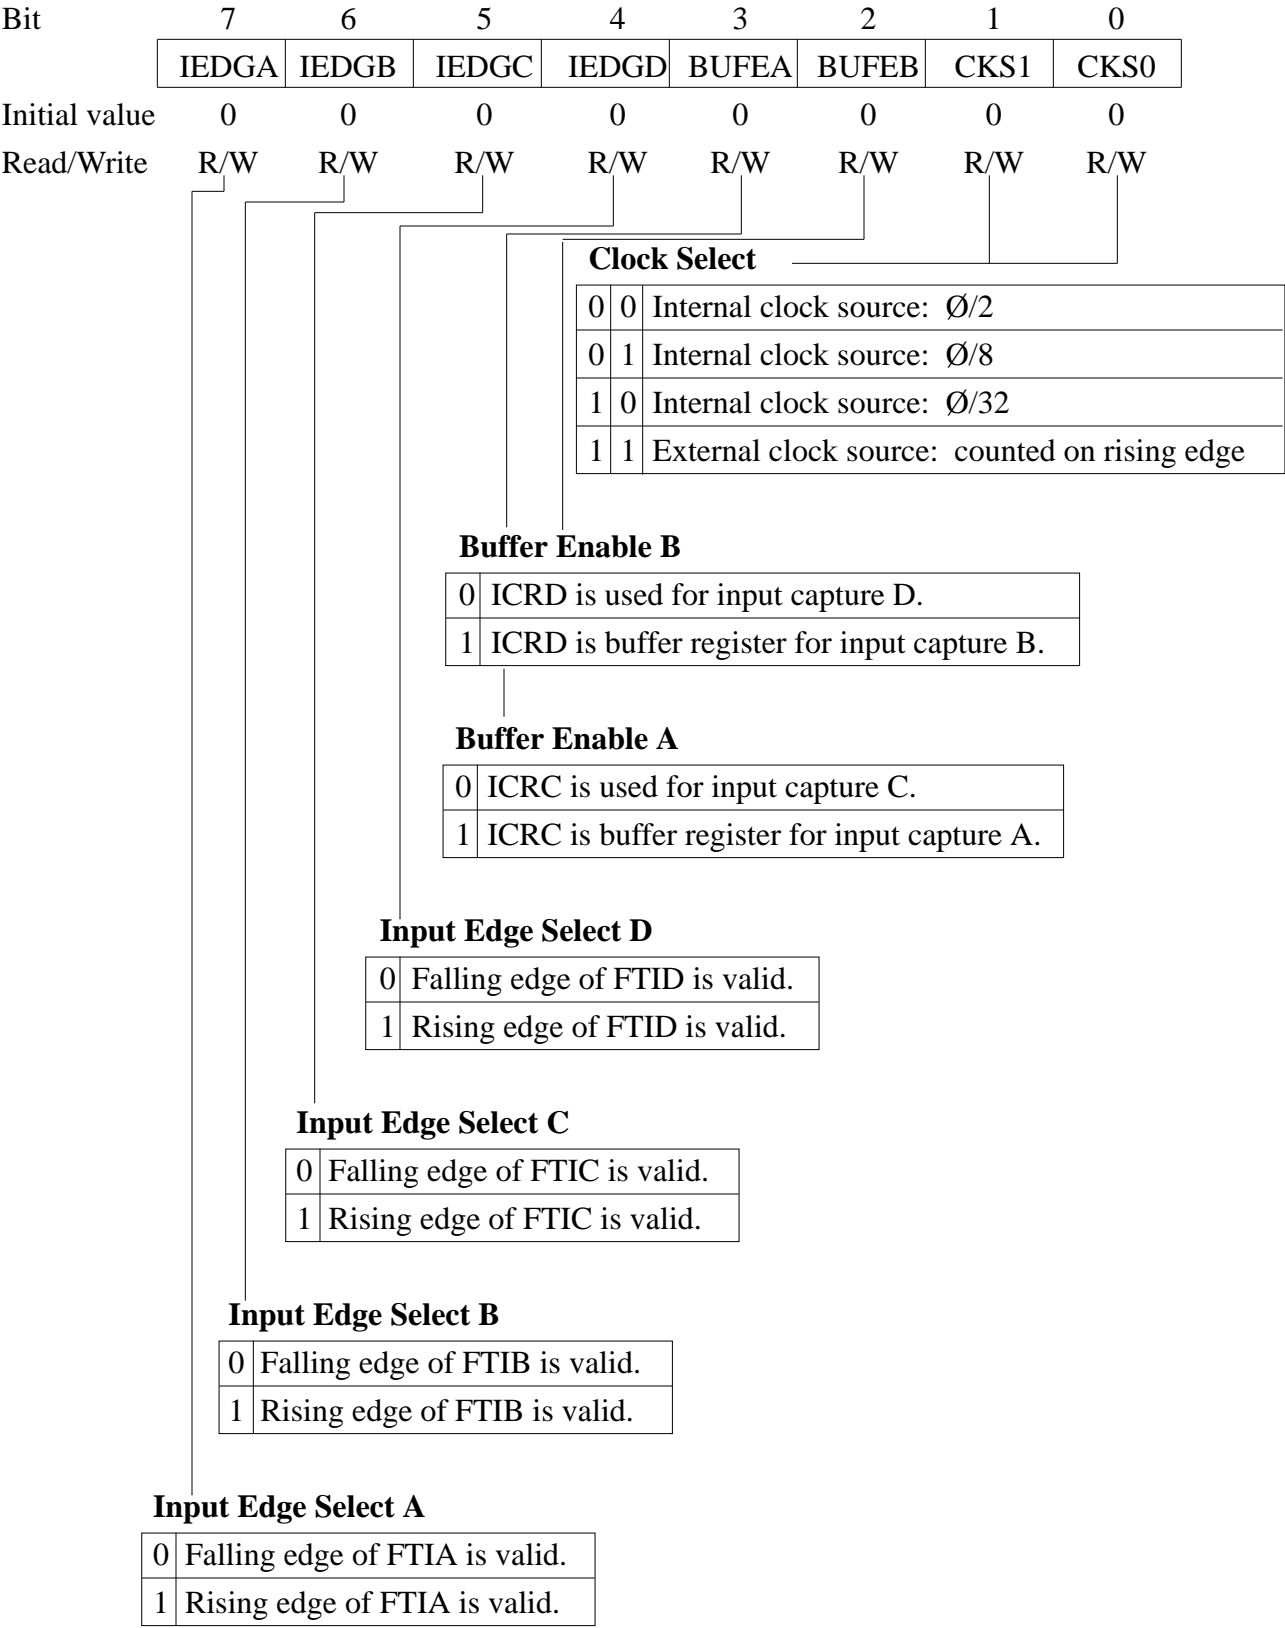 Bit 7 6 5 4 3 2 1 0
IEDGA IEDGB IEDGC IEDGD BUFEA BUFEB CKS1 CKS0
Initial value 0 0 0 0 0 0 0 0
Read/Write R/W R/W R/W R/W R/W R/W R/W R/W
Clock Select
0 0 Internal clock source: Ø/2
0 1 Internal clock source: Ø/8
1 0 Internal clock source: Ø/32
1 1 External clock source: counted on rising edge
Buffer Enable B
0 ICRD is used for input capture D.
1 ICRD is buffer register for input capture B.
Buffer Enable A
0 ICRC is used for input capture C.
1 ICRC is buffer register for input capture A.
Input Edge Select D
0 Falling edge of FTID is valid.
1 Rising edge of FTID is valid.
Input Edge Select C
0 Falling edge of FTIC is valid.
1 Rising edge of FTIC is valid.
Input Edge Select B
0 Falling edge of FTIB is valid.
1 Rising edge of FTIB is valid.
Input Edge Select A
0 Falling edge of FTIA is valid.
1 Rising edge of FTIA is valid.